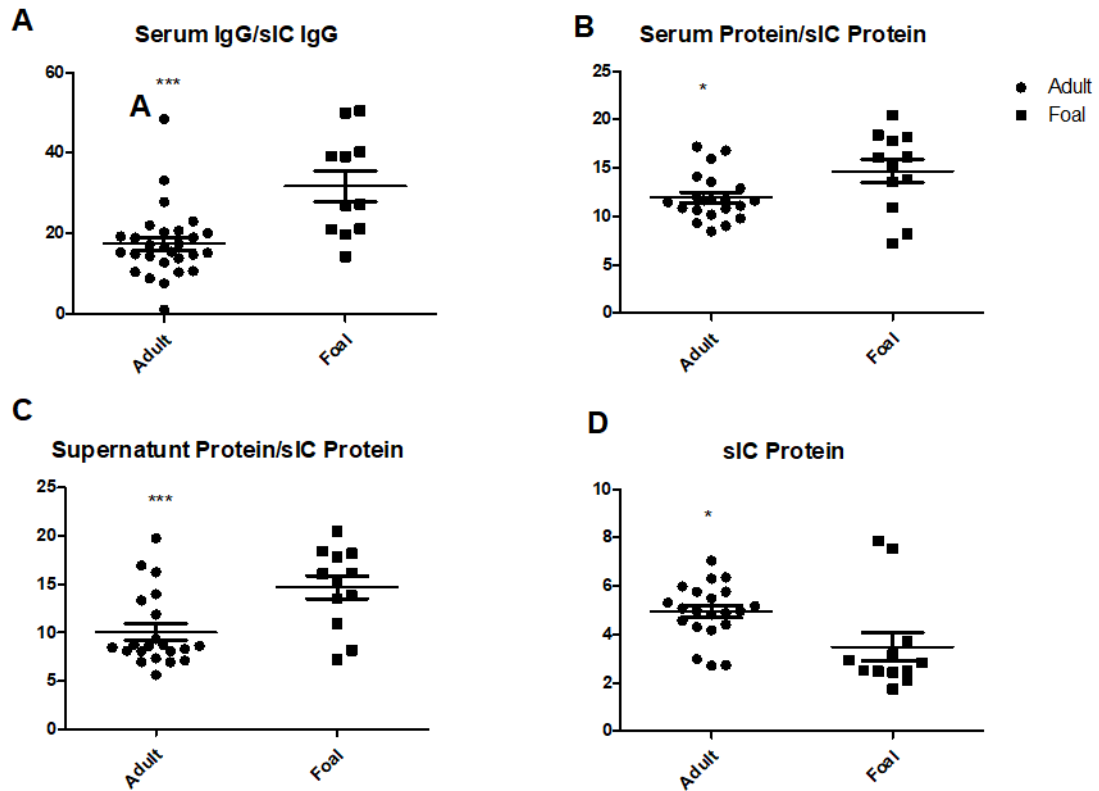 A
Serum IgG/sIC IgG
***
A
60
40
20
0
Adult
Foal
B
Serum Protein/sIC Protein
*
25
20
15
10
5
0
Adult
Foal
Adult
Foal
C
Supernatunt Protein/sIC Protein
***
25
20
15
10
5
0
Adult
Foal
D
sIC Protein
*
10
8
6
4
2
0
Adult
Foal